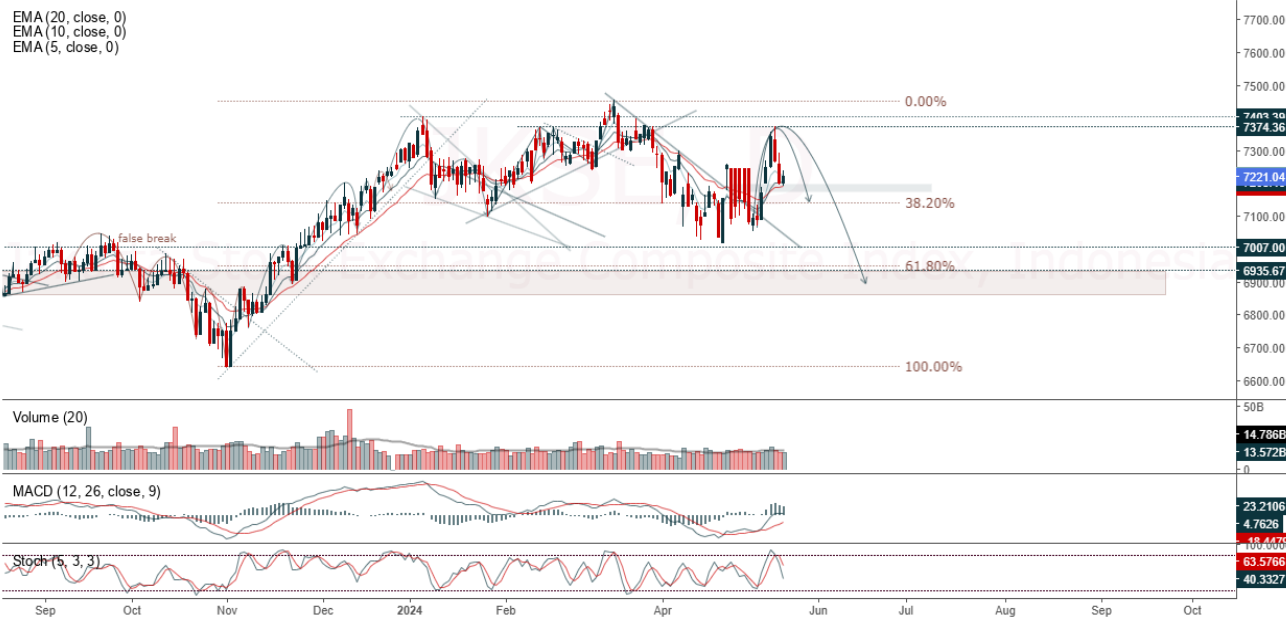 EMA (20, close, 0)
EMA (10, close, 0)
EMA (5, close, 0)
7700.00
7600.00
7500.00
0.00%
7403.39
7374.36
7300.00
7221.04
38.20%
7100.00
false break
7007.00
61.80%
6935.67
Indonesia
6900.00
6800.00
6700.00
100.00%
6600.00
Volume (20)
50B
14.786B
13.572B
0
MACD (12, 26, close, 9)
23.2106
4.7626
100.000
Stoch (5, 3, 3)
63.5766
40.3327
Sep Oct Nov Dec 2024 Feb Apr Jun Jul Aug Sep Oct